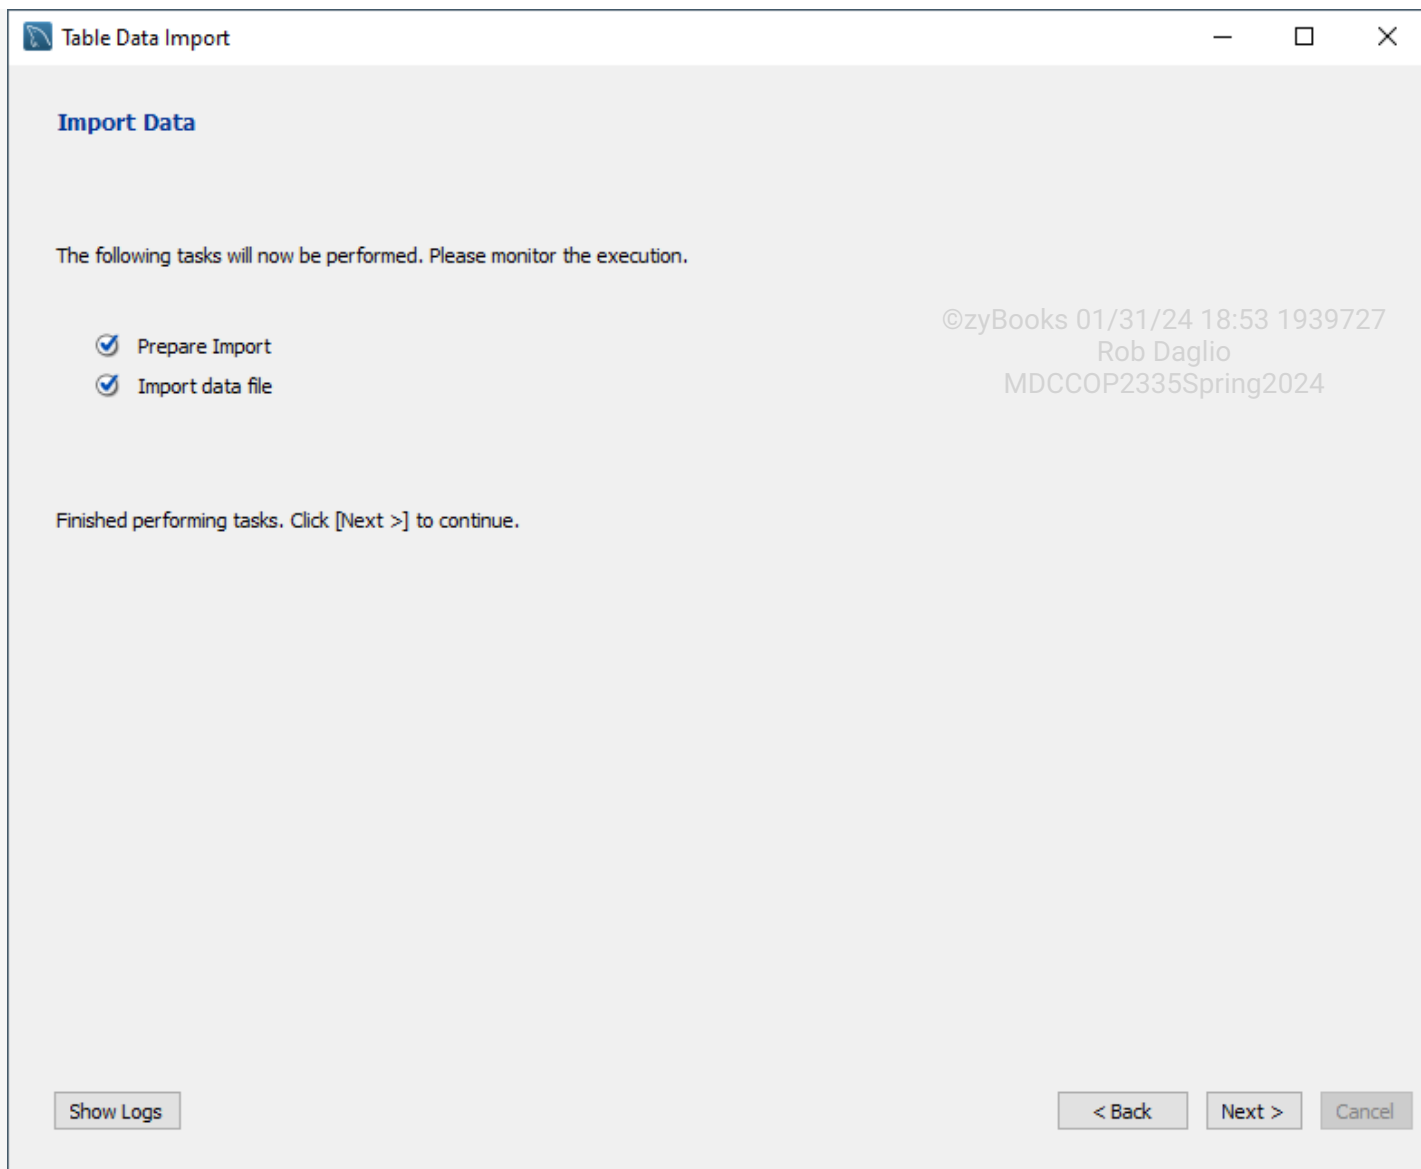 Table Data Import
Import Data
The following tasks will now be performed. Please monitor the execution.
©zyBooks 01/31/24 18:53 1939727
Rob Daglio
MDCCOP2335Spring2024
Prepare Import
Import data file
Finished performing tasks. Click [Next >] to continue.
Show Logs
< Back
Next >
Cancel